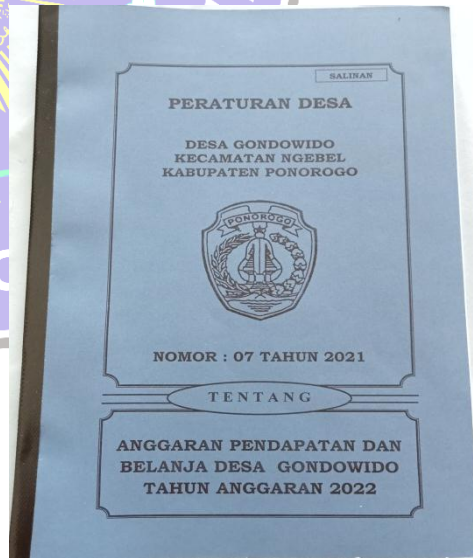 SALINAN
PERATURAN DESA
DESA GONDOWIDO
KECAMATAN NGEBEL
KABUPATEN PONOROGO
PONOROGO
NOMOR : 07 TAHUN 2021
TENTANG
ANGGARAN PENDAPATAN DAN
BELANJA DESA GONDOWIDO
TAHUN ANGGARAN 2022